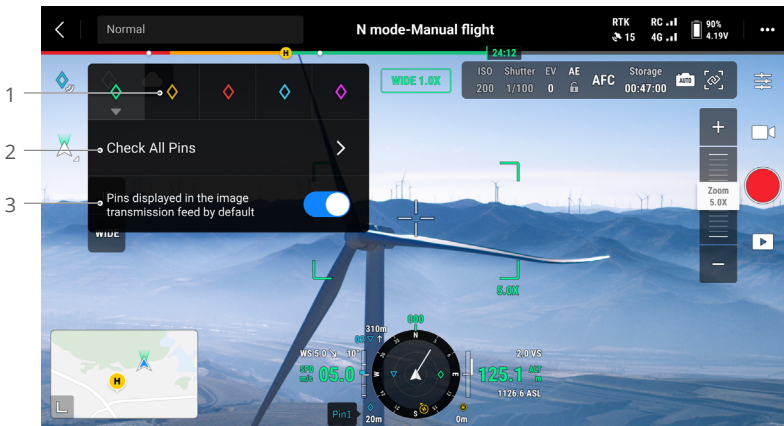 Normal
N mode-Manual flight
RTK
15
RC
4G
90%
4.19V
24:12
H
WIDE 1.0X
ISO
200
Shutter
1/100
EV
0
AE
AFC
Storage
00:47:00
AUTO
1
2
Check All Pins
3
Pins displayed in the image
transmission feed by default
WIDE
Zoom
5.0X
5.0X
000
310m
WS 5.0
10°
SPD
05.0
2.0 VS
125.1
ALT
m
1126.6 ASL
N
E
S
W
H
Pin1
20m
0m